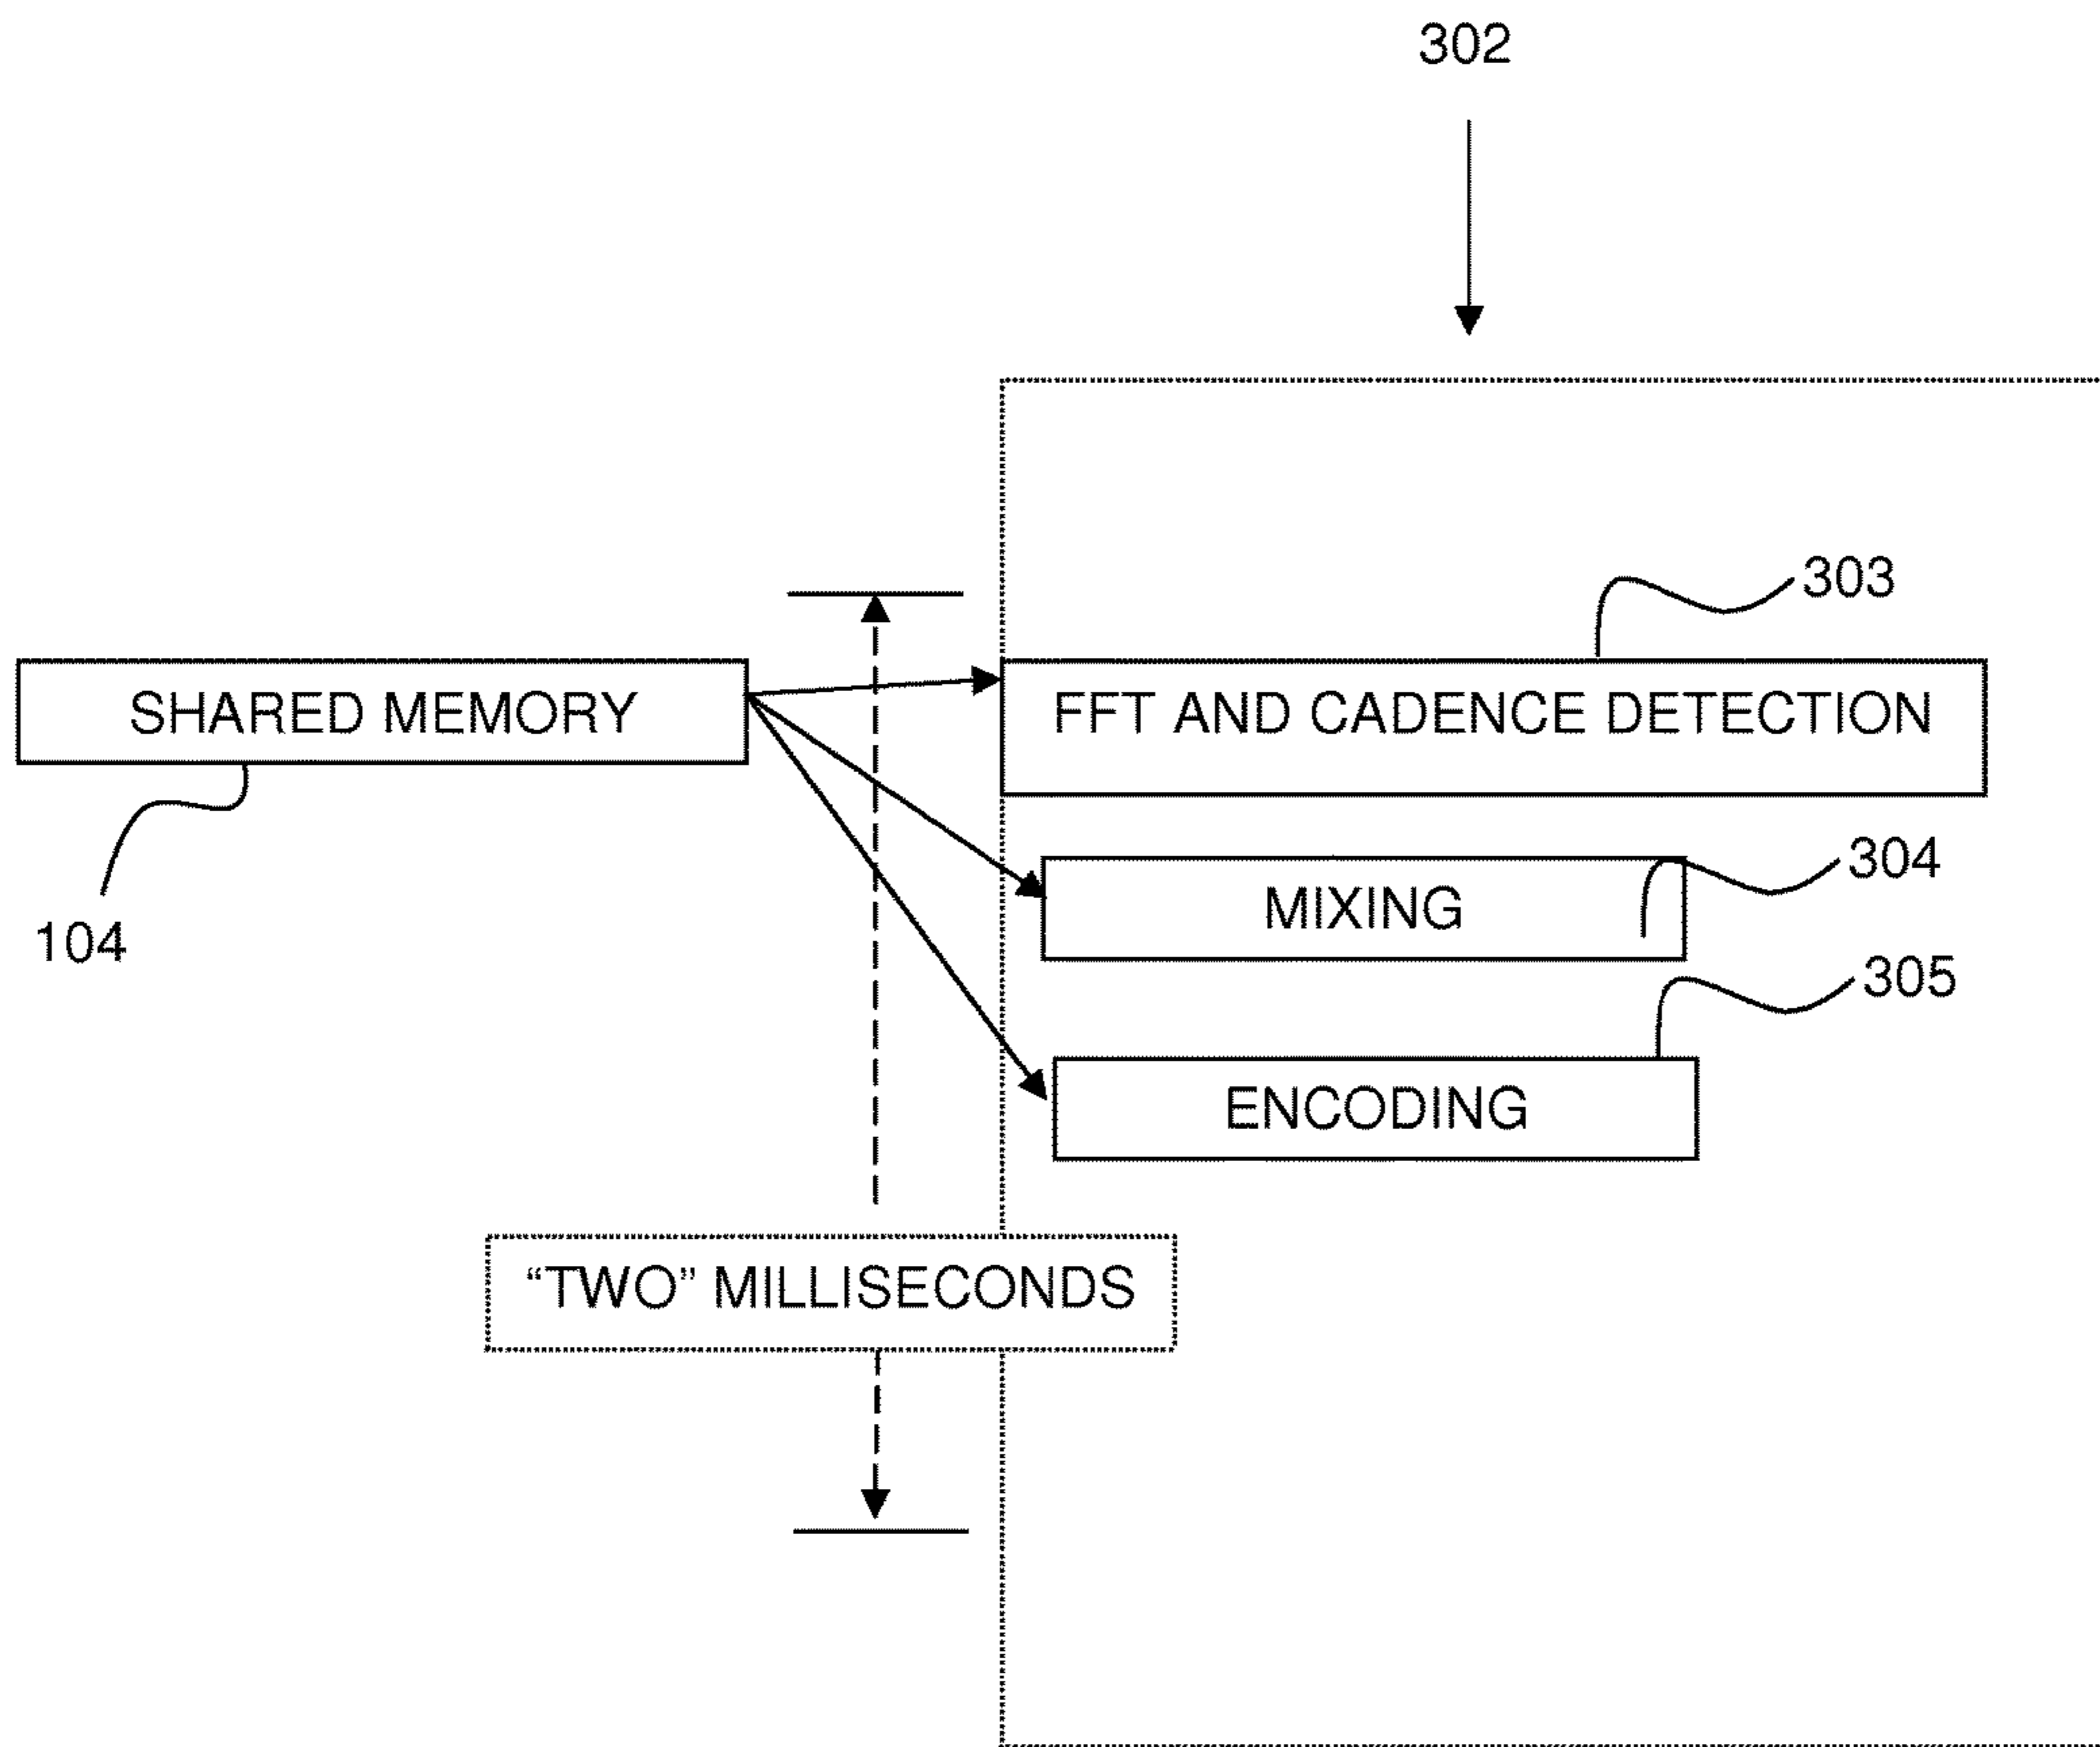 302
303
SHARED MEMORY
FFT AND CADENCE DETECTION
304
MIXING
104
305
ENCODING
“TWO” MILLISECONDS